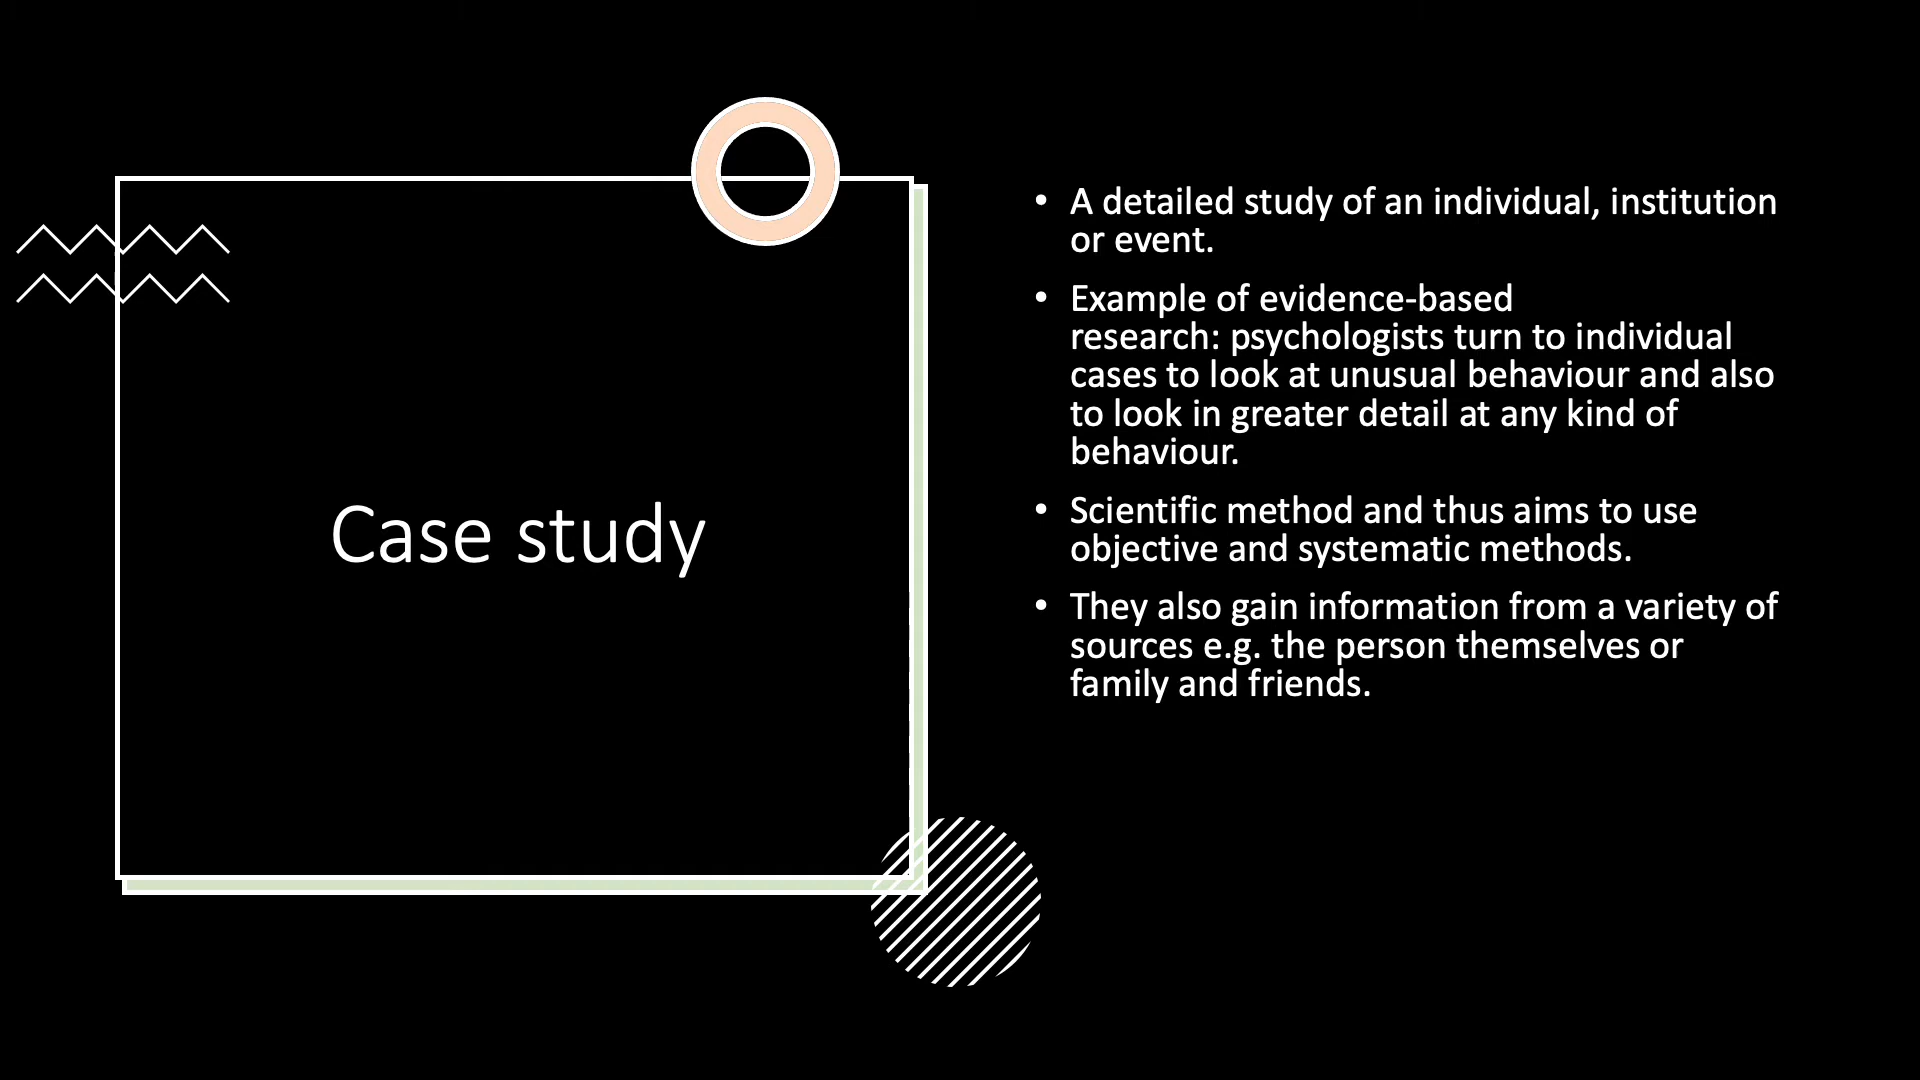 Case study
• A detailed study of an individual, institution
or event.
• Example of evidence-based
research: psychologists turn to individual
cases to look at unusual behaviour and also
to look in greater detail at any kind of
behaviour.
• Scientific method and thus aims to use
objective and systematic methods.
• They also gain information from a variety of
sources e.g. the person themselves or
family and friends.